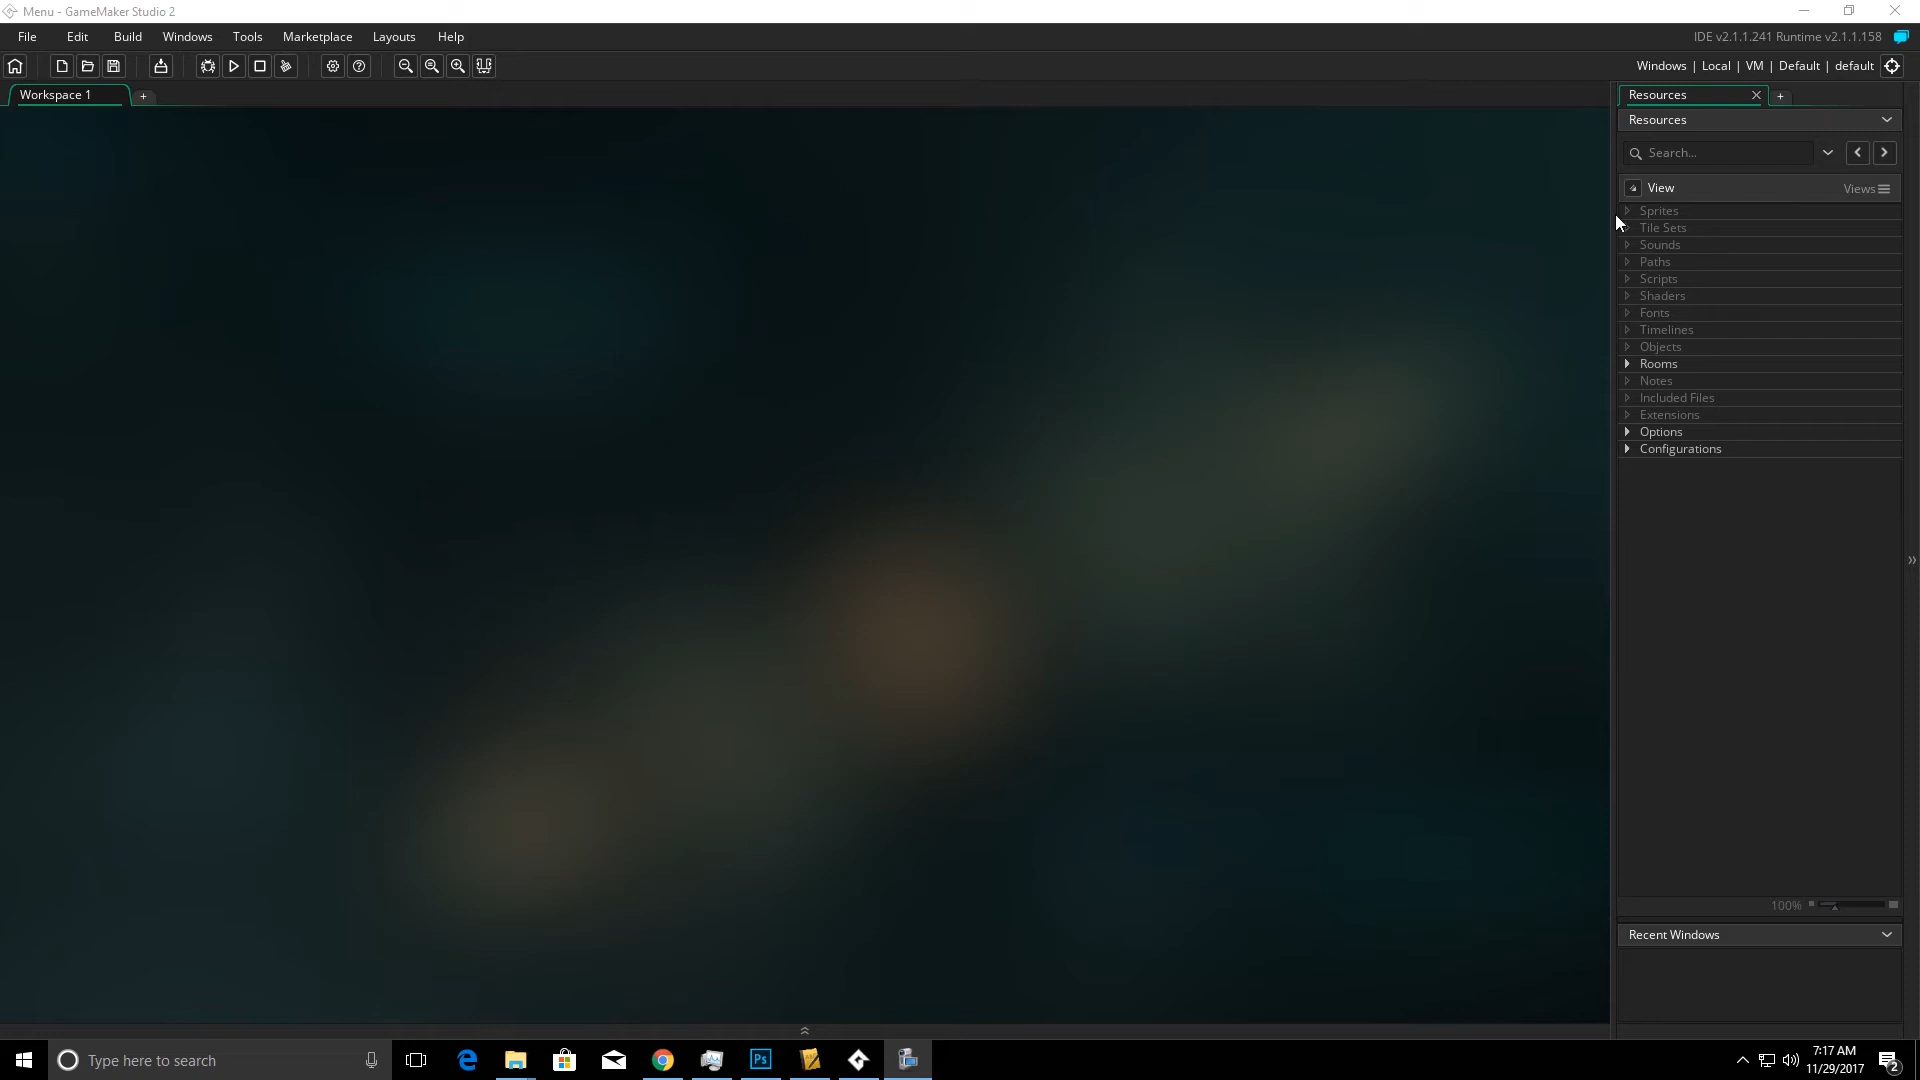 Menu - GameMaker Studio 2
File Edit Build Windows Tools Marketplace Layouts Help
IDE v2.1.1.241 Runtime v2.1.1.158
Windows | Local | VM | Default | default
Workspace 1 +
Resources +
Resources
Search...
View Views
Sprites
Tile Sets
Sounds
Paths
Scripts
Shaders
Fonts
Timelines
Objects
Rooms
Notes
Included Files
Extensions
Options
Configurations
100%
Recent Windows
Type here to search
Ps
7:17 AM
11/29/2017
2